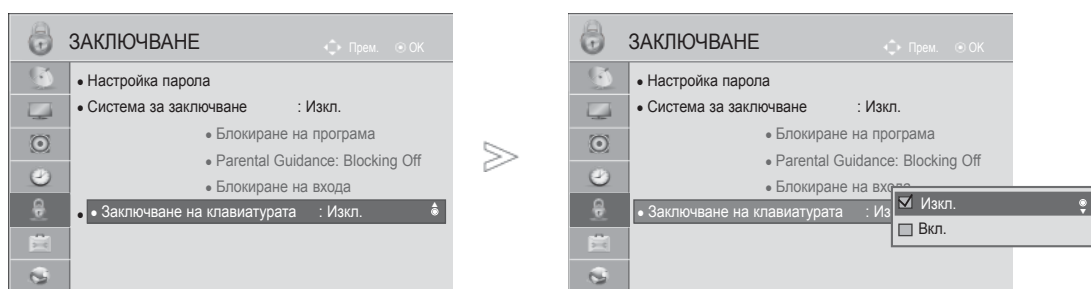 ЗАКЛЮЧВАНЕ
Прем. OK
• Настройка парола
• Система за заключване : Изкл.
• Блокиране на програма
• Parental Guidance: Blocking Off
• Блокиране на входа
• • Заключване на клавиатурата : Изкл.
ЗАКЛЮЧВАНЕ
Прем. OK
• Настройка парола
• Система за заключване : Изкл.
• Блокиране на програма
• Parental Guidance: Blocking Off
• Блокиране на входа
• Заключване на клавиатурата : Из
Изкл.
Вкл.